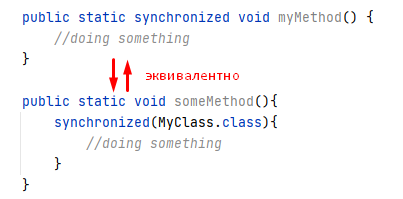 public static synchronized void myMethod() {
    //doing something
}
эквивалентно
public static void someMethod(){
    synchronized(MyClass.class){
        //doing something
    }
}